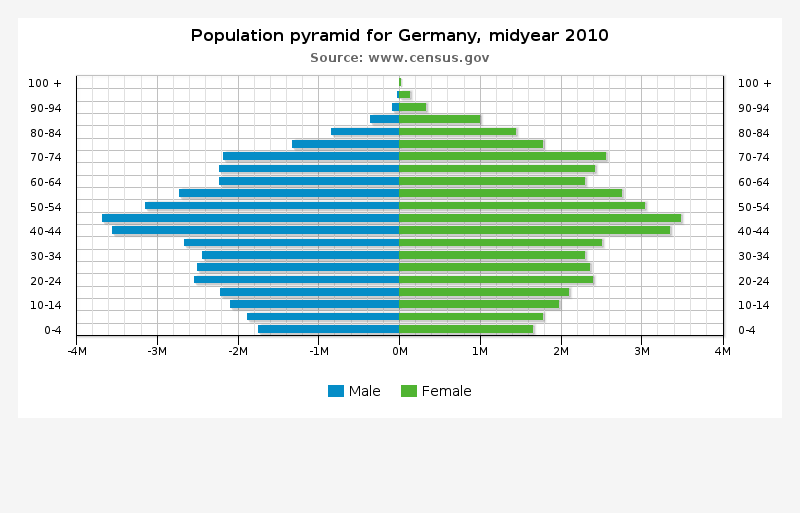 Population pyramid for Germany, midyear 2010
Source: www.census.gov
100 + 100 +
90-94 90-94
80-84 80-84
70-74 70-74
60-64 60-64
50-54 50-54
40-44 40-44
30-34 30-34
20-24 20-24
10-14 10-14
0-4 0-4
-4M -3M -2M -1M 0M 1M 2M 3M 4M
Male Female